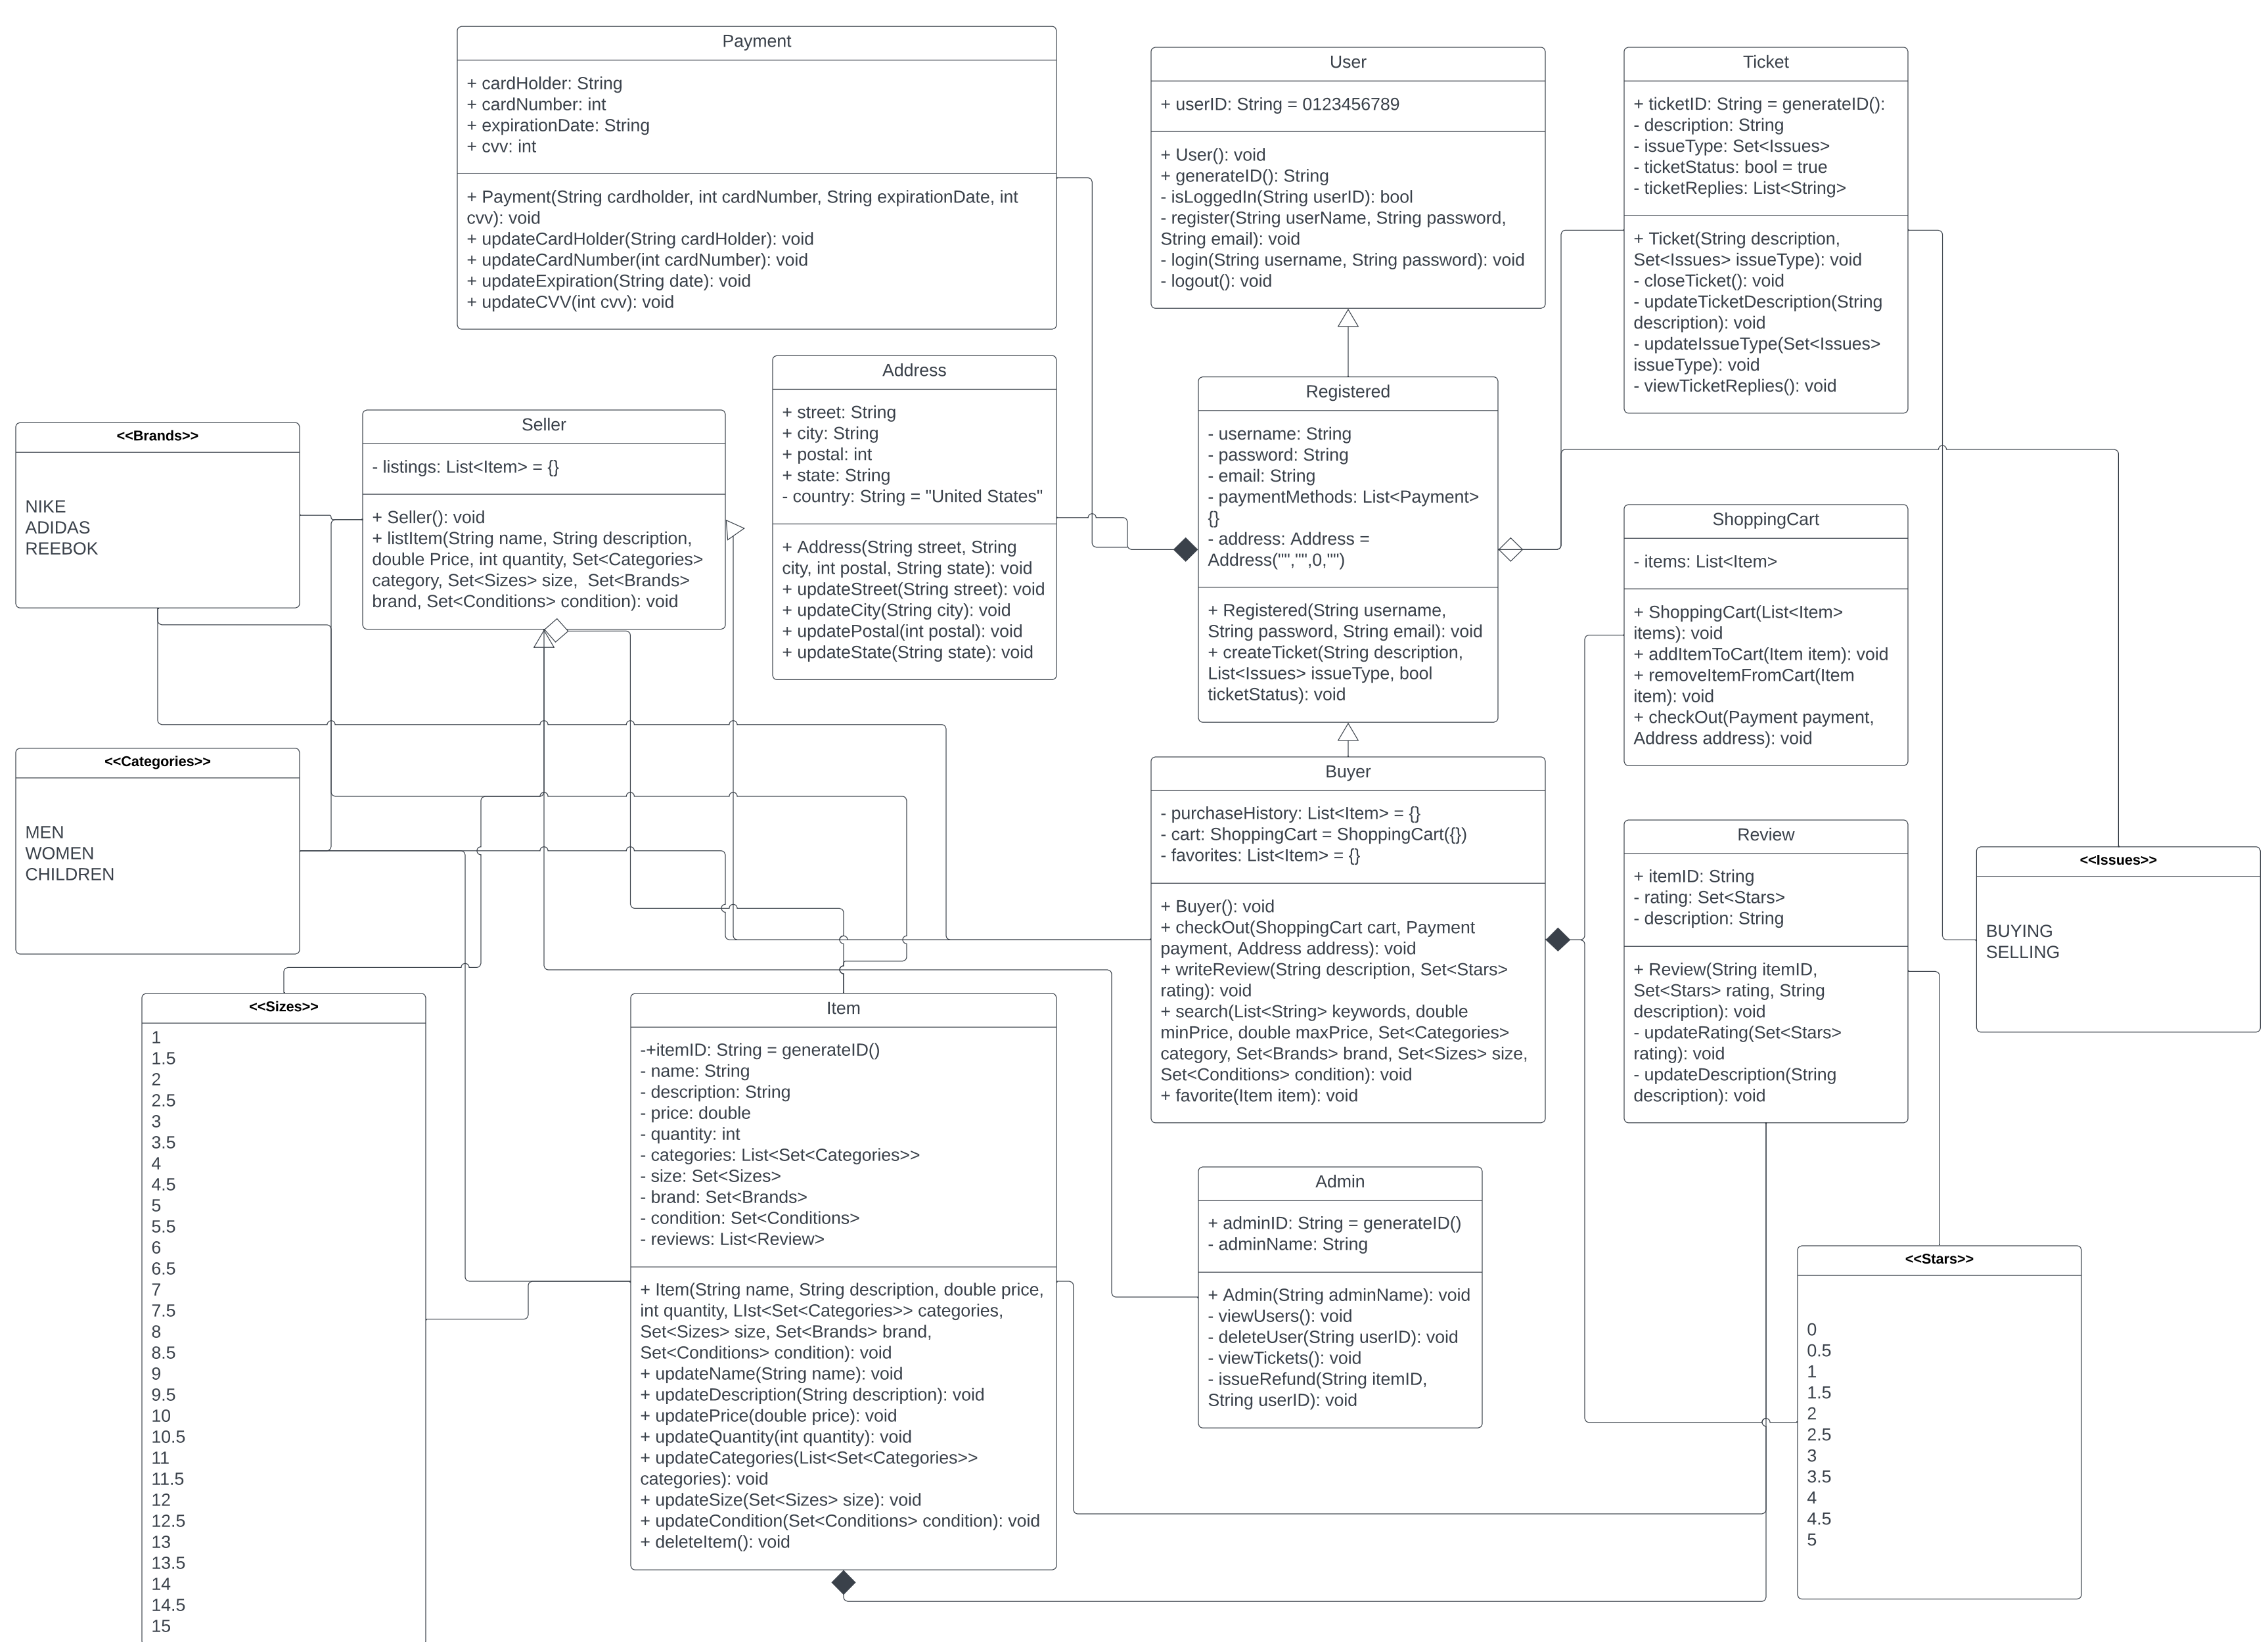 Payment
+ cardHolder: String
+ cardNumber: int
+ expirationDate: String
+ cvv: int
+ Payment(String cardholder, int cardNumber, String expirationDate, int
cvv): void
+ updateCardHolder(String cardHolder): void
+ updateCardNumber(int cardNumber): void
+ updateExpiration(String date): void
+ updateCVV(int cvv): void
User
+ userID: String = 0123456789
+ User(): void
+ generateID(): String
- isLoggedIn(String userID): bool
- register(String userName, String password,
String email): void
- login(String username, String password): void
- logout(): void
Ticket
+ ticketID: String = generateID():
- description: String
- issueType: Set<Issues>
- ticketStatus: bool = true
- ticketReplies: List<String>
+ Ticket(String description,
Set<Issues> issueType): void
- closeTicket(): void
- updateTicketDescription(String
description): void
- updateIssueType(Set<Issues>
issueType): void
- viewTicketReplies(): void
<<Brands>>
NIKE
ADIDAS
REEBOK
Seller
- listings: List<Item> = {}
+ Seller(): void
+ listItem(String name, String description,
double Price, int quantity, Set<Categories>
category, Set<Sizes> size,  Set<Brands>
brand, Set<Conditions> condition): void
Address
+ street: String
+ city: String
+ postal: int
+ state: String
- country: String = "United States"
+ Address(String street, String
city, int postal, String state): void
+ updateStreet(String street): void
+ updateCity(String city): void
+ updatePostal(int postal): void
+ updateState(String state): void
Registered
- username: String
- password: String
- email: String
- paymentMethods: List<Payment>
{}
- address: Address =
Address("","",0,"")
+ Registered(String username,
String password, String email): void
+ createTicket(String description,
List<Issues> issueType, bool
ticketStatus): void
ShoppingCart
- items: List<Item>
+ ShoppingCart(List<Item>
items): void
+ addItemToCart(Item item): void
+ removeItemFromCart(Item
item): void
+ checkOut(Payment payment,
Address address): void
<<Categories>>
MEN
WOMEN
CHILDREN
Buyer
- purchaseHistory: List<Item> = {}
- cart: ShoppingCart = ShoppingCart({})
- favorites: List<Item> = {}
+ Buyer(): void
+ checkOut(ShoppingCart cart, Payment
payment, Address address): void
+ writeReview(String description, Set<Stars>
rating): void
+ search(List<String> keywords, double
minPrice, double maxPrice, Set<Categories>
category, Set<Brands> brand, Set<Sizes> size,
Set<Conditions> condition): void
+ favorite(Item item): void
Review
+ itemID: String
- rating: Set<Stars>
- description: String
+ Review(String itemID,
Set<Stars> rating, String
description): void
- updateRating(Set<Stars>
rating): void
- updateDescription(String
description): void
<<Issues>>
BUYING
SELLING
<<Sizes>>
1
1.5
2
2.5
3
3.5
4
4.5
5
5.5
6
6.5
7
7.5
8
8.5
9
9.5
10
10.5
11
11.5
12
12.5
13
13.5
14
14.5
15
Item
-+itemID: String = generateID()
- name: String
- description: String
- price: double
- quantity: int
- categories: List<Set<Categories>>
- size: Set<Sizes>
- brand: Set<Brands>
- condition: Set<Conditions>
- reviews: List<Review>
+ Item(String name, String description, double price,
int quantity, LIst<Set<Categories>> categories,
Set<Sizes> size, Set<Brands> brand,
Set<Conditions> condition): void
+ updateName(String name): void
+ updateDescription(String description): void
+ updatePrice(double price): void
+ updateQuantity(int quantity): void
+ updateCategories(List<Set<Categories>>
categories): void
+ updateSize(Set<Sizes> size): void
+ updateCondition(Set<Conditions> condition): void
+ deleteItem(): void
Admin
+ adminID: String = generateID()
- adminName: String
+ Admin(String adminName): void
- viewUsers(): void
- deleteUser(String userID): void
- viewTickets(): void
- issueRefund(String itemID,
String userID): void
<<Stars>>
0
0.5
1
1.5
2
2.5
3
3.5
4
4.5
5